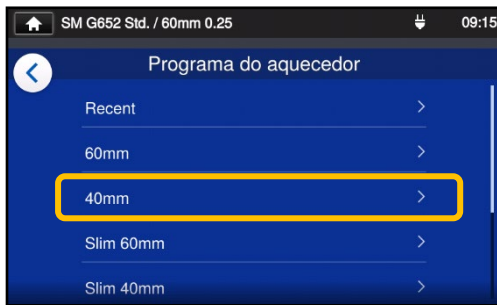 SM G652 Std. / 60mm 0.25 09:15
Programa do aquecedor
Recent
60mm
40mm
Slim 60mm
Slim 40mm